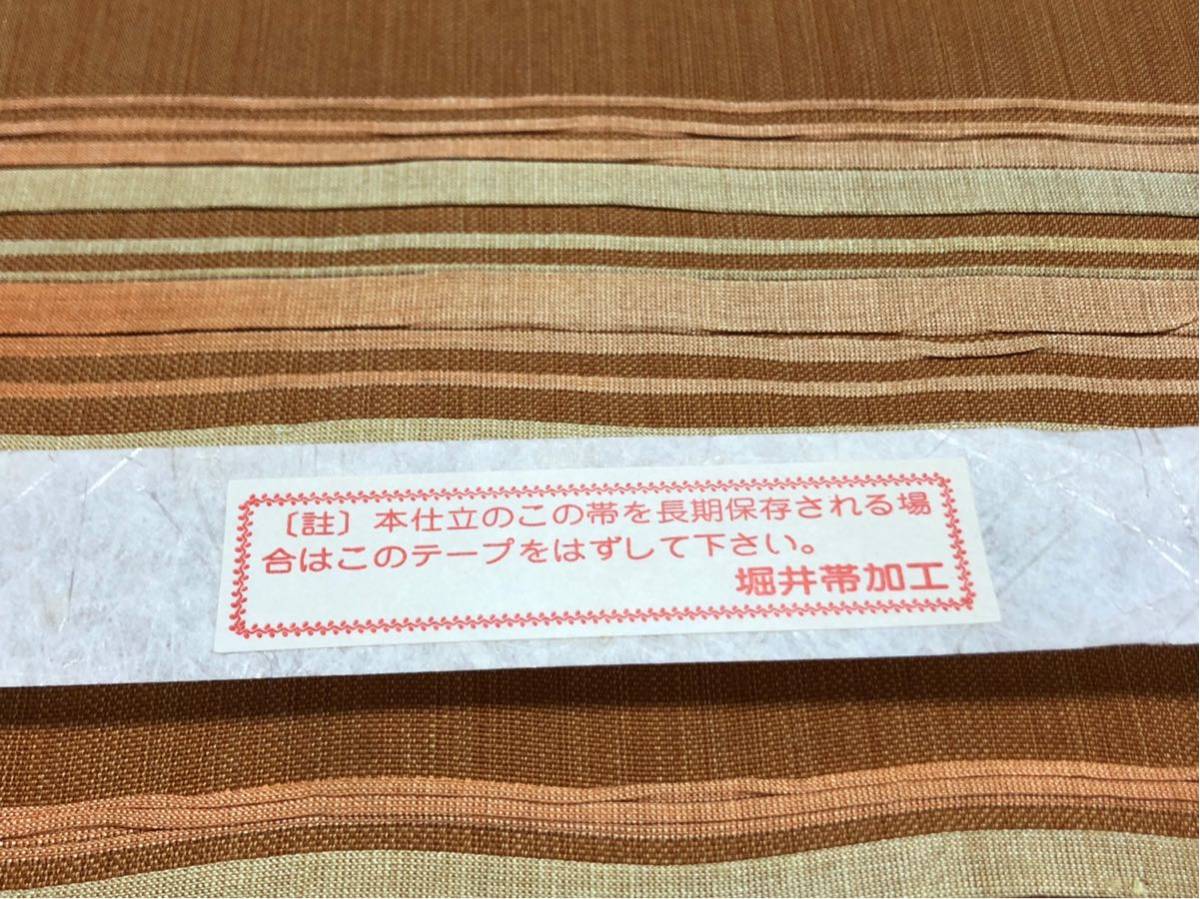 〔註〕本仕立のこの帯を長期保存される場
合はこのテープをはずして下さい。
堀井帯加工